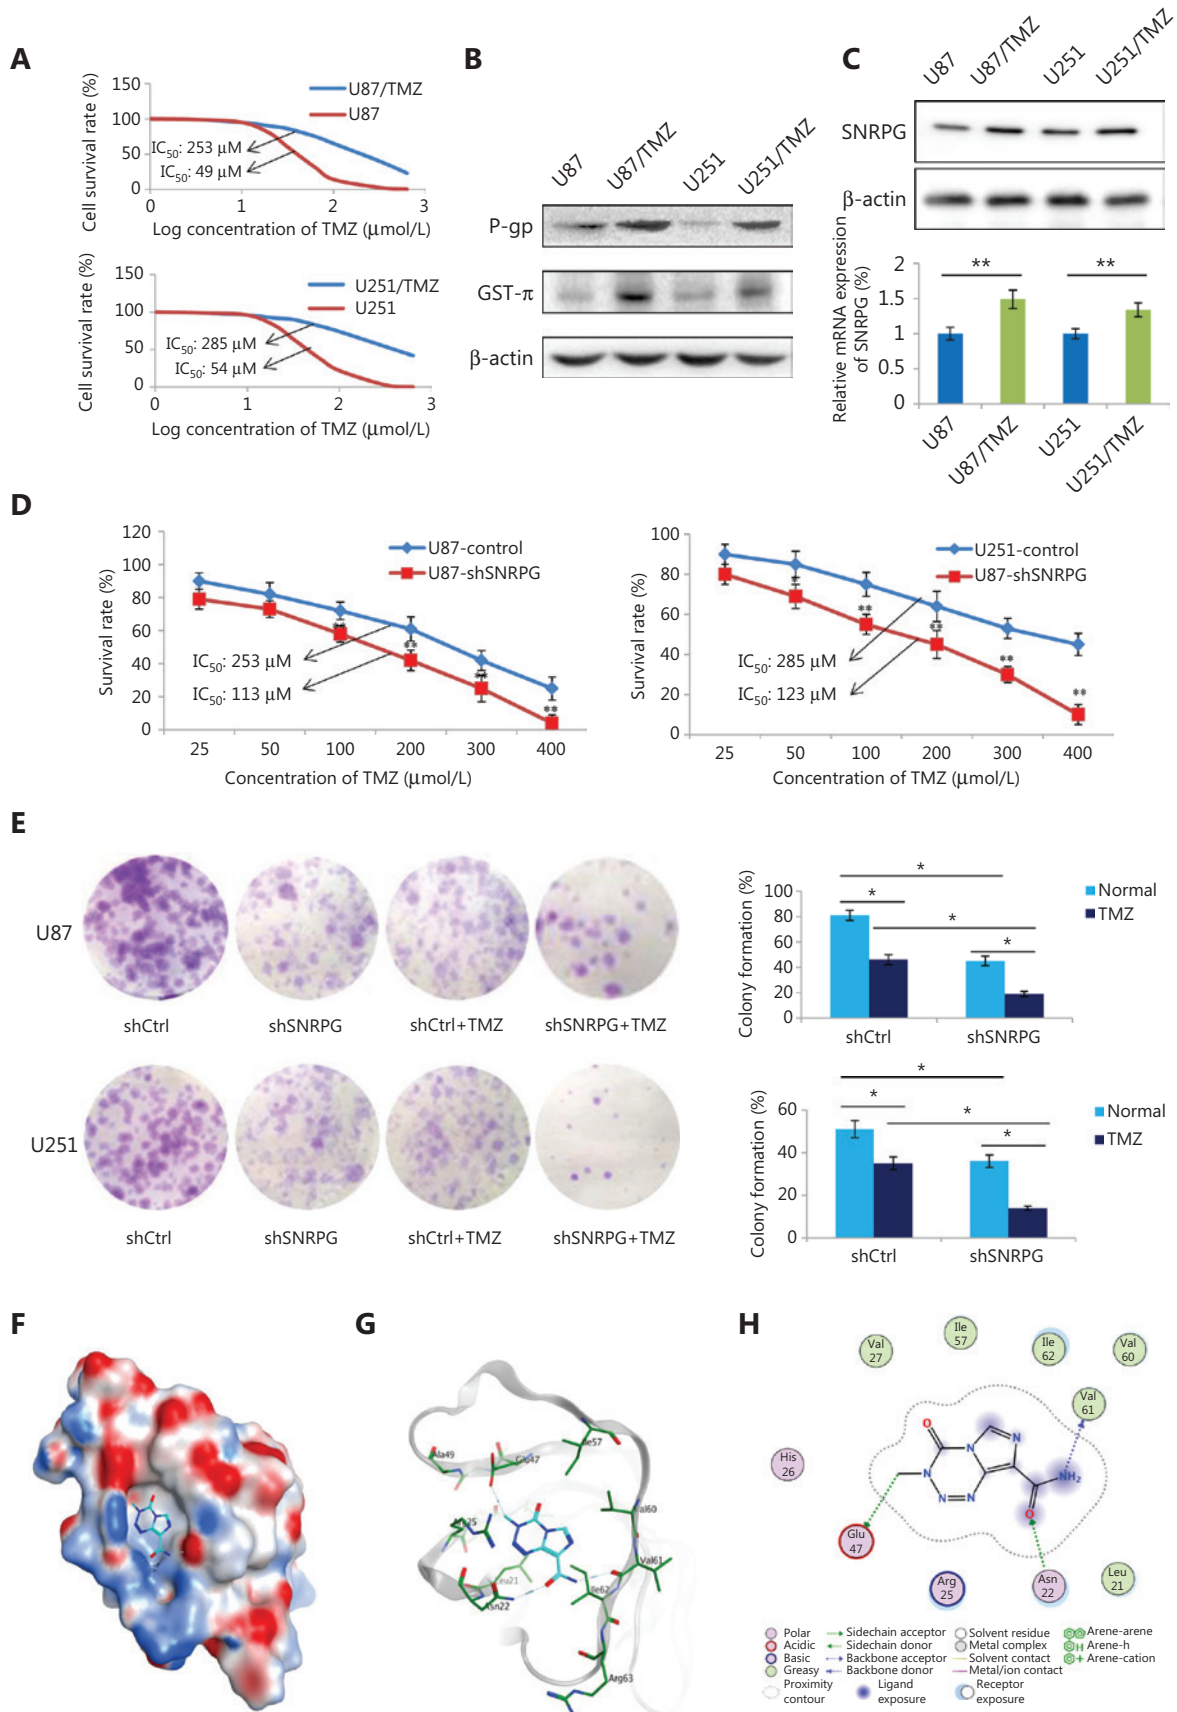 A
150
100
50
0
Cell survival rate (%)
U87/TMZ
U87
IC50: 253 μM
IC50: 49 μM
0 1 2 3
Log concentration of TMZ (μmol/L)
150
100
50
0
Cell survival rate (%)
U251/TMZ
U251
IC50: 285 μM
IC50: 54 μM
0 1 2 3
Log concentration of TMZ (μmol/L)
B
U87 U87/TMZ U251 U251/TMZ
P-gp
GST-π
β-actin
C
U87 U87/TMZ U251 U251/TMZ
SNRPG
β-actin
Relative mRNA expression
of SNRPG (%)
2
1.5
1
0.5
0
** **
U87 U87/TMZ U251 U251/TMZ
D
120
100
80
60
40
20
0
Survival rate (%)
U87-control
U87-shSNRPG
IC50: 253 μM
IC50: 113 μM
** ** ** **
25 50 100 200 300 400
Concentration of TMZ (μmol/L)
100
80
60
40
20
0
Survival rate (%)
U251-control
U87-shSNRPG
IC50: 285 μM
IC50: 123 μM
* ** ** ** **
25 50 100 200 300 400
Concentration of TMZ (μmol/L)
E
U87
shCtrl shSNRPG shCtrl+TMZ shSNRPG+TMZ
U251
shCtrl shSNRPG shCtrl+TMZ shSNRPG+TMZ
Colony formation (%)
100
80
60
40
20
0
* * * *
Normal
TMZ
shCtrl shSNRPG
Colony formation (%)
60
40
20
0
* * * *
Normal
TMZ
shCtrl shSNRPG
F
G
Ala49
Glu47
Ile57
Val60
Val61
Ile62
Leu21
Asn22
Arg63
H
Val
27
Ile
57
Ile
62
Val
60
Val
61
His
26
Glu
47
Arg
25
Asn
22
Leu
21
O
N
N
N
N
N
NH2
O
Polar
Acidic
Basic
Greasy
Proximity
contour
Sidechain acceptor
Sidechain donor
Backbone acceptor
Backbone donor
Ligand
exposure
Solvent residue
Metal complex
Solvent contact
Metal/ion contact
Receptor
exposure
Arene-arene
H Arene-h
+ Arene-cation